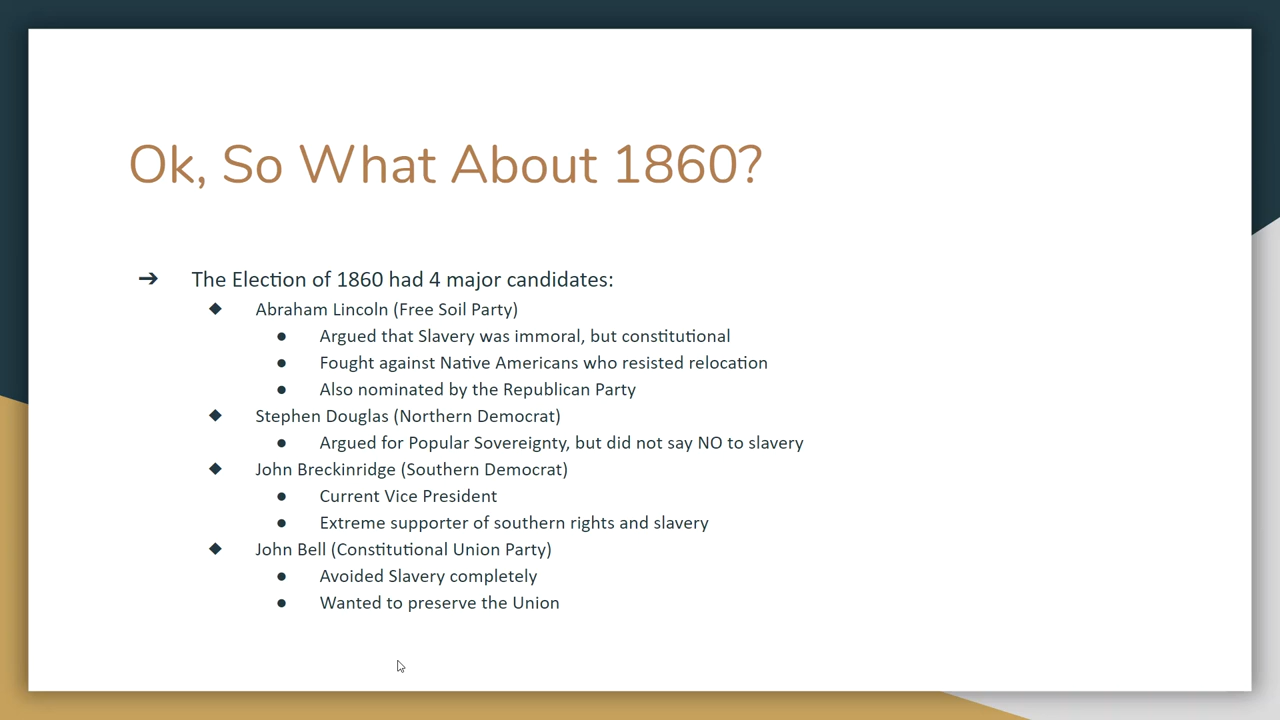 Ok, So What About 1860?
➔ The Election of 1860 had 4 major candidates:
◆ Abraham Lincoln (Free Soil Party)
● Argued that Slavery was immoral, but constitutional
● Fought against Native Americans who resisted relocation
● Also nominated by the Republican Party
◆ Stephen Douglas (Northern Democrat)
● Argued for Popular Sovereignty, but did not say NO to slavery
◆ John Breckinridge (Southern Democrat)
● Current Vice President
● Extreme supporter of southern rights and slavery
◆ John Bell (Constitutional Union Party)
● Avoided Slavery completely
● Wanted to preserve the Union